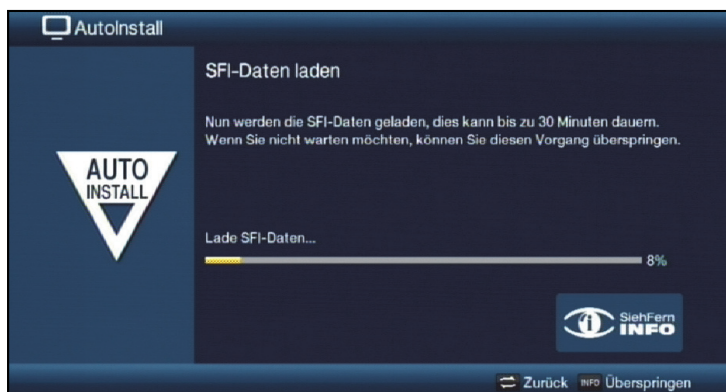 AutoInstall
SFI-Daten laden
Nun werden die SFI-Daten geladen, dies kann bis zu 30 Minuten dauern.
Wenn Sie nicht warten möchten, können Sie diesen Vorgang überspringen.
AUTO
INSTALL
Lade SFI-Daten...
8%
SiehFern
INFO
Zurück INFO Überspringen